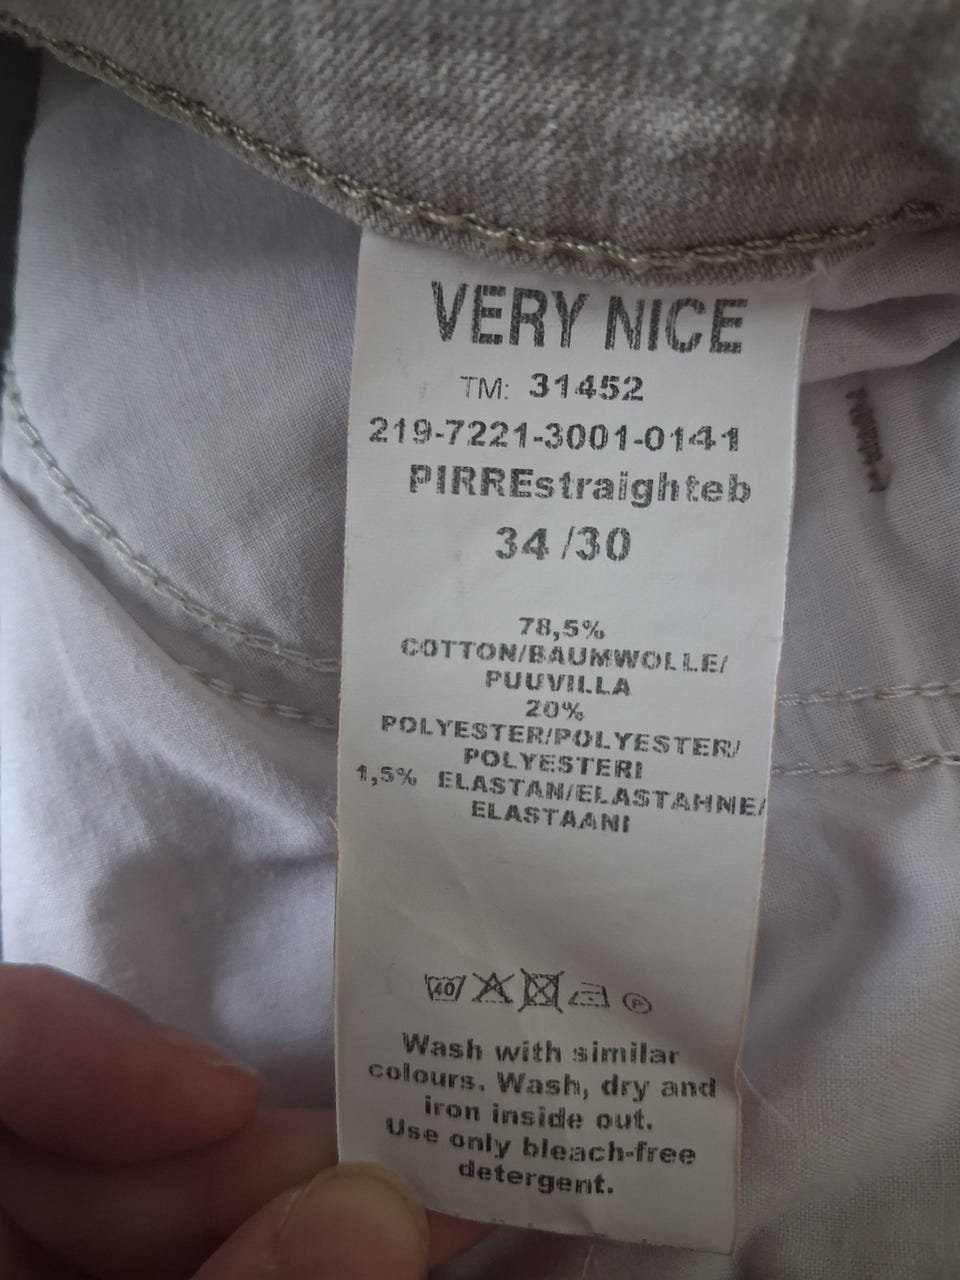 VERY NICE
TM: 31452
219-7221-3001-0141
PIRREstraighteb
34/30
78,5%
COTTON/BAUMWOLLE/
PUUVILLA
20%
POLYESTER/POLYESTER/
POLYESTERI
1,5% ELASTAN/ELASTAHNE/
ELASTAANI
40 P
Wash with similar
colours. Wash, dry and
iron inside out.
Use only bleach-free
detergent.